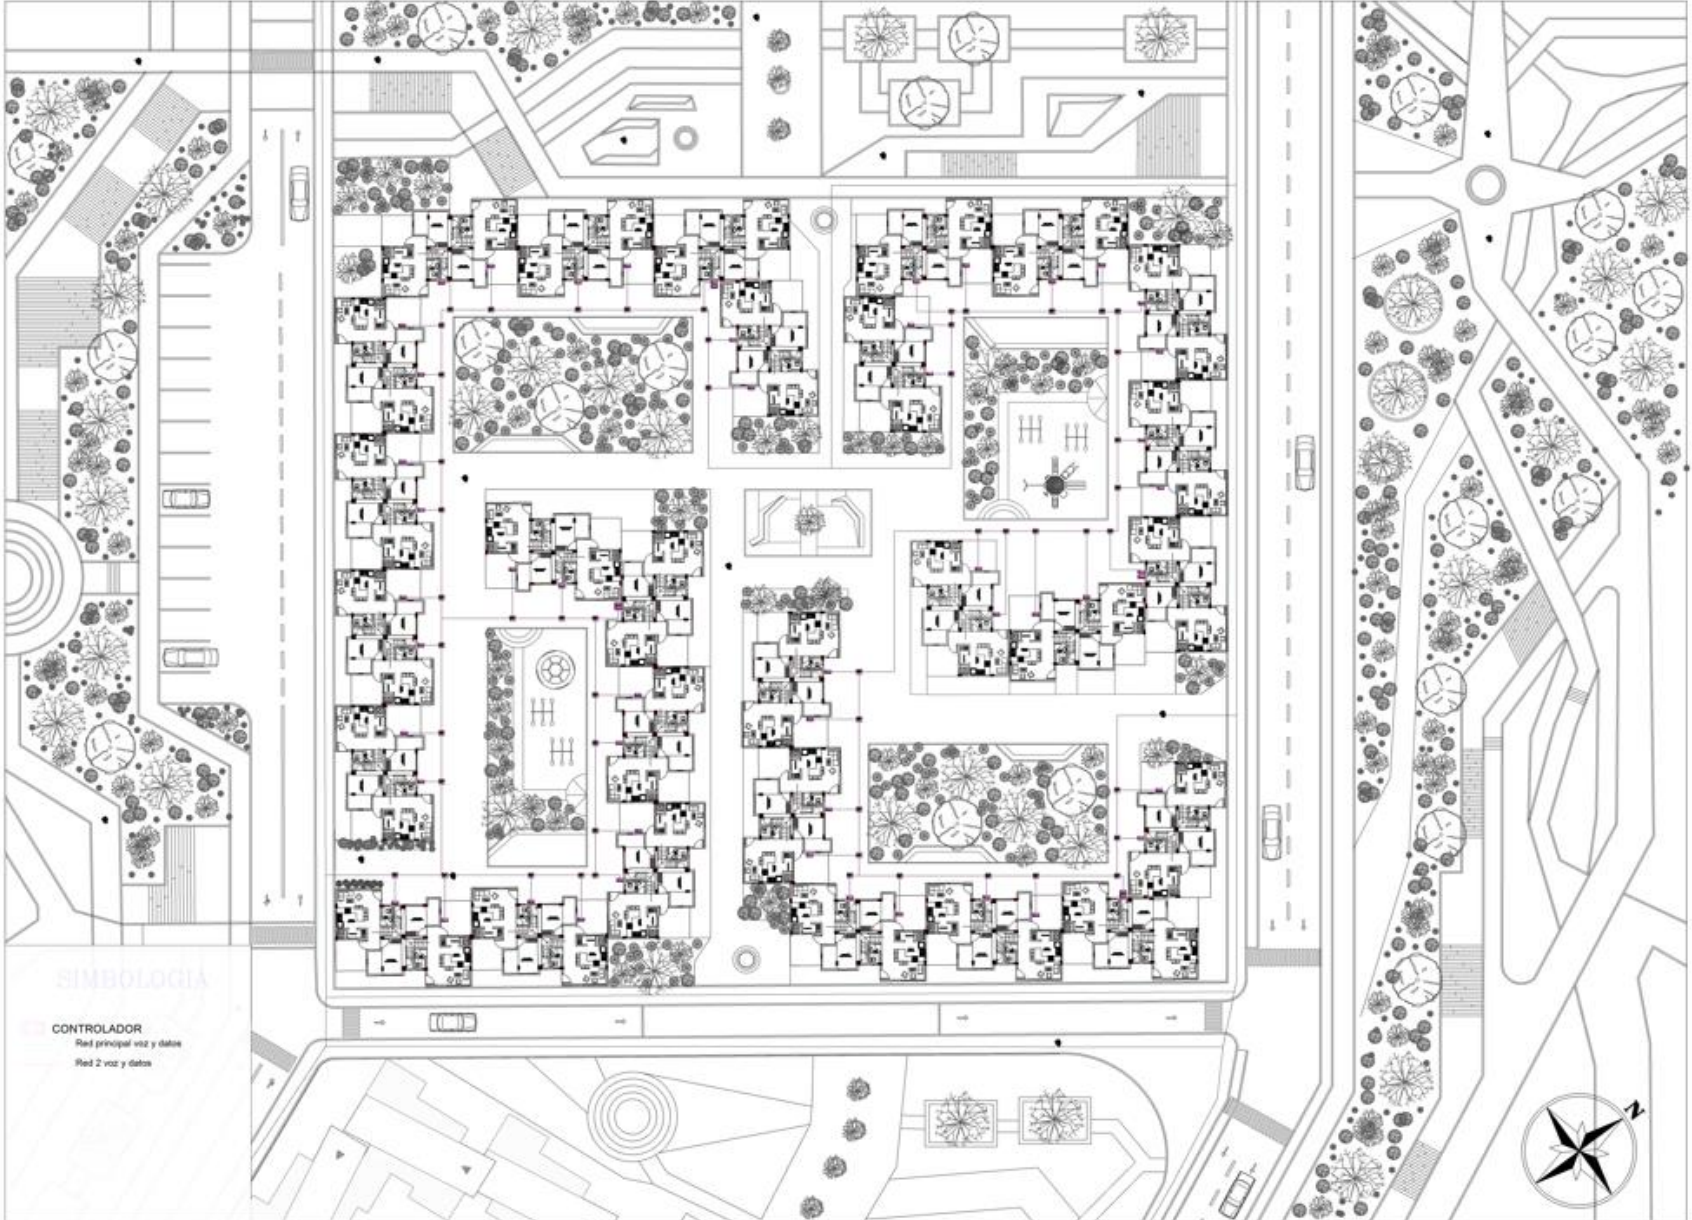 SIMBOLOGIA
CONTROLADOR
Red principal voz y datos
Red 2 voz y datos
N